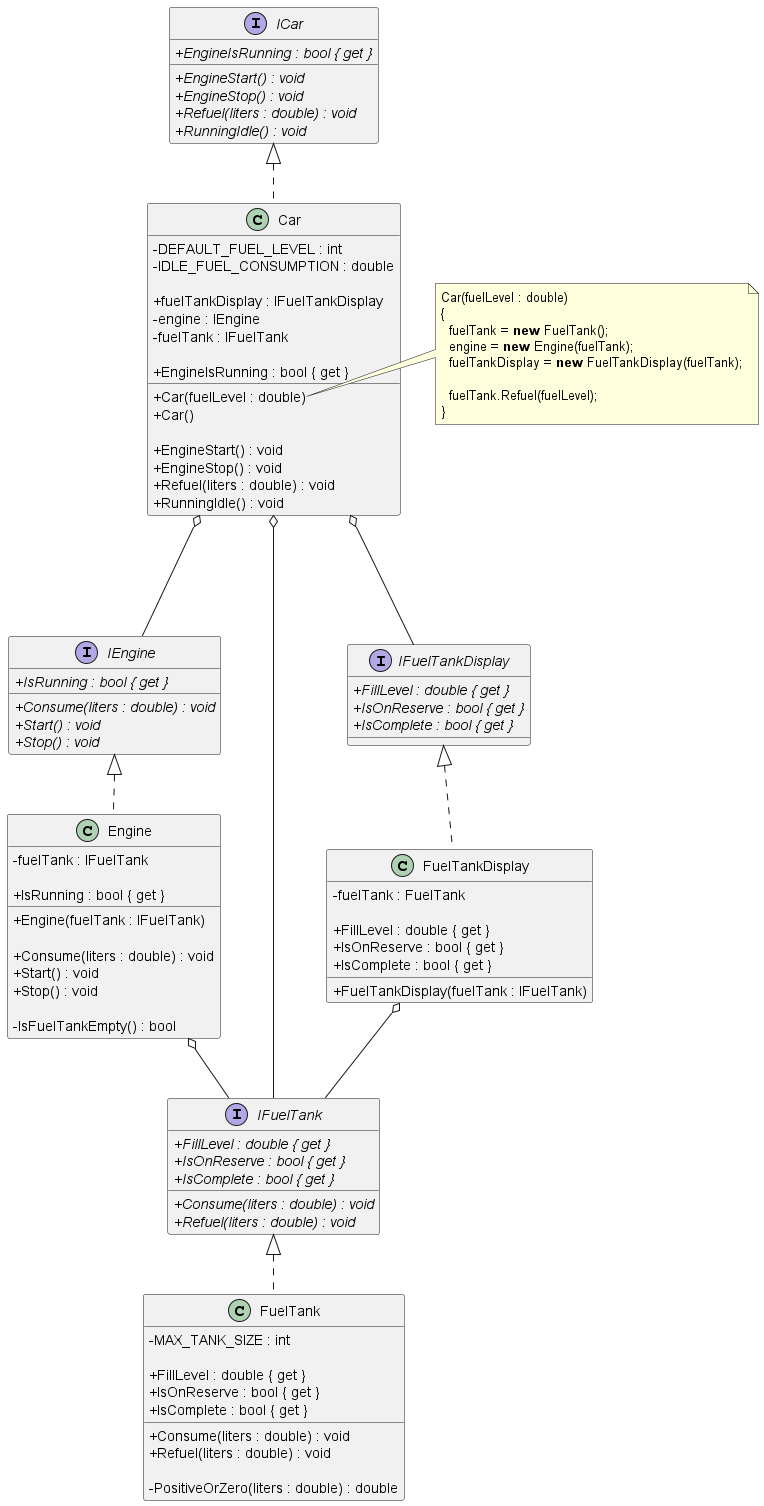 I ICar
+EngineIsRunning : bool { get }
+EngineStart() : void
+EngineStop() : void
+Refuel(liters : double) : void
+RunningIdle() : void
C Car
-DEFAULT_FUEL_LEVEL : int
-IDLE_FUEL_CONSUMPTION : double
+fuelTankDisplay : IFuelTankDisplay
-engine : IEngine
-fuelTank : IFuelTank
+EngineIsRunning : bool { get }
+Car(fuelLevel : double)
+Car()
+EngineStart() : void
+EngineStop() : void
+Refuel(liters : double) : void
+RunningIdle() : void
Car(fuelLevel : double)
{
fuelTank = new FuelTank();
engine = new Engine(fuelTank);
fuelTankDisplay = new FuelTankDisplay(fuelTank);
fuelTank.Refuel(fuelLevel);
}
I IEngine
+IsRunning : bool { get }
+Consume(liters : double) : void
+Start() : void
+Stop() : void
I IFuelTankDisplay
+FillLevel : double { get }
+IsOnReserve : bool { get }
+IsComplete : bool { get }
C Engine
-fuelTank : IFuelTank
+IsRunning : bool { get }
+Engine(fuelTank : IFuelTank)
+Consume(liters : double) : void
+Start() : void
+Stop() : void
-IsFuelTankEmpty() : bool
C FuelTankDisplay
-fuelTank : FuelTank
+FillLevel : double { get }
+IsOnReserve : bool { get }
+IsComplete : bool { get }
+FuelTankDisplay(fuelTank : IFuelTank)
I IFuelTank
+FillLevel : double { get }
+IsOnReserve : bool { get }
+IsComplete : bool { get }
+Consume(liters : double) : void
+Refuel(liters : double) : void
C FuelTank
-MAX_TANK_SIZE : int
+FillLevel : double { get }
+IsOnReserve : bool { get }
+IsComplete : bool { get }
+Consume(liters : double) : void
+Refuel(liters : double) : void
-PositiveOrZero(liters : double) : double